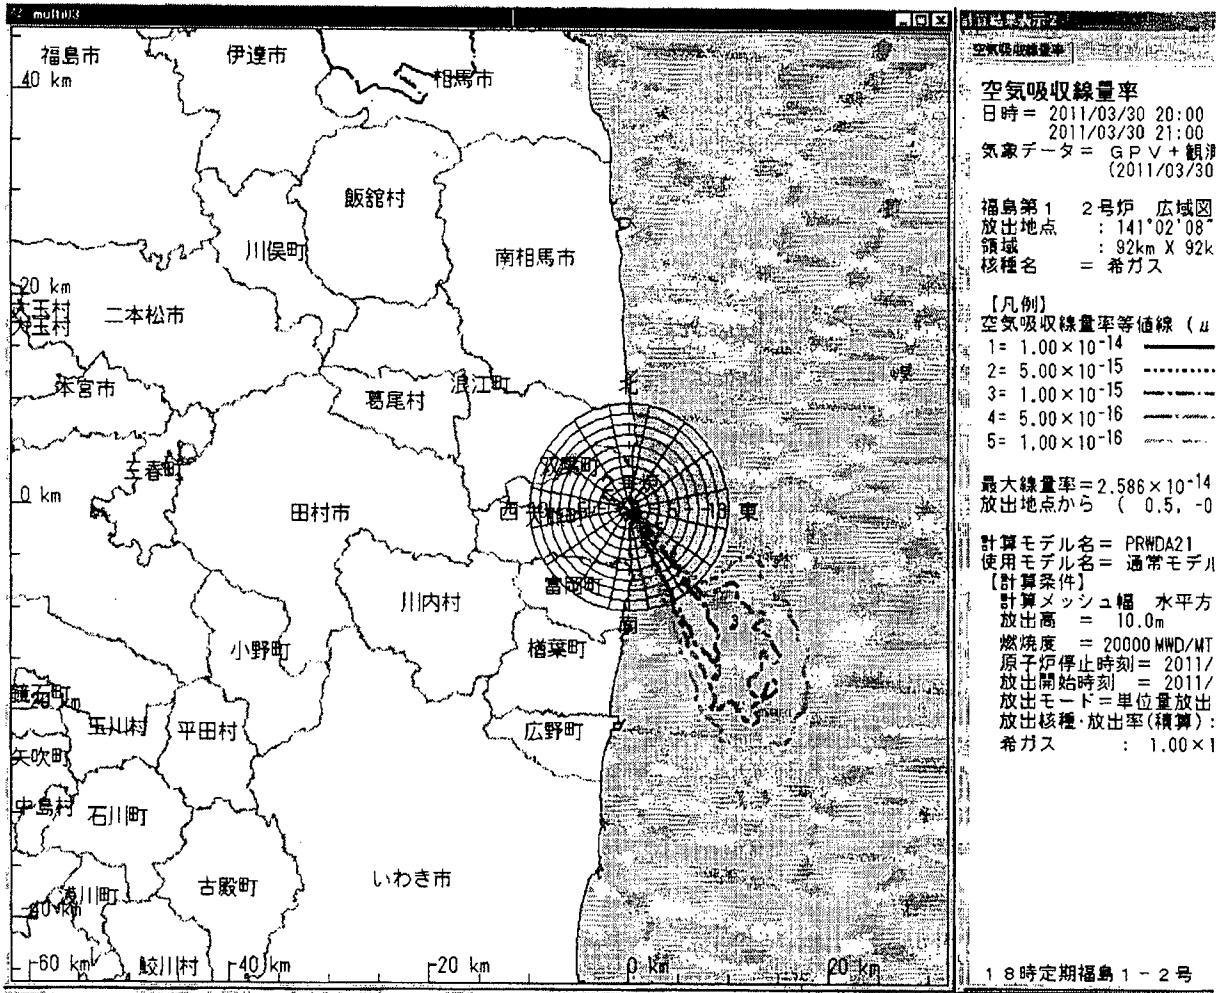 multi03
福島市
伊達市
相馬市
40 km
飯舘村
川俣町
南相馬市
20 km
大玉村
二本松市
本宮市
浪江町
北
葛尾村
三春町
双葉町
0 km
田村市
西
東
富岡町
川内村
南
小野町
楢葉町
鏡石町
玉川村
平田村
広野町
矢吹町
中島村
石川町
浅川町
古殿町
いわき市
-40 km
-60 km
鮫川村
-40 km
-20 km
0 km
20 km
計算結果表示2
空気吸収線量率
空気吸収線量率
日時= 2011/03/30 20:00
2011/03/30 21:00
気象データ= GPV+観測
(2011/03/30
福島第1 2号炉 広域図
放出地点 : 141°02'08"
領域 : 92km X 92k
核種名 = 希ガス
【凡例】
空気吸収線量率等値線 (μ
1= 1.00×10⁻¹⁴
2= 5.00×10⁻¹⁵
3= 1.00×10⁻¹⁵
4= 5.00×10⁻¹⁶
5= 1.00×10⁻¹⁶
最大線量率=2.586×10⁻¹⁴
放出地点から ( 0.5, -0
計算モデル名= PRWDA21
使用モデル名= 通常モデル
【計算条件】
計算メッシュ幅 水平方
放出高 = 10.0m
燃焼度 = 20000MWD/MT
原子炉停止時刻= 2011/
放出開始時刻 = 2011/
放出モード=単位量放出
放出核種・放出率(積算):
希ガス : 1.00×1
18時定期福島1-2号